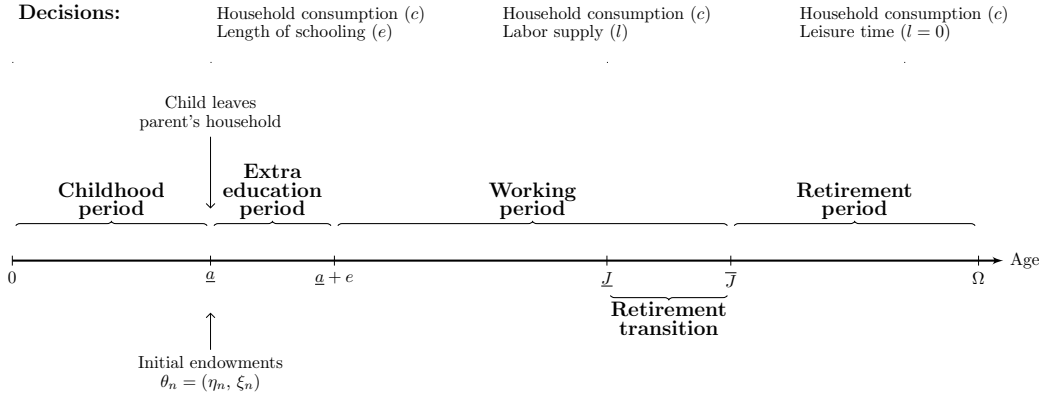 Decisions:
Household consumption (c)
Length of schooling (e)
Household consumption (c)
Labor supply (l)
Household consumption (c)
Leisure time (l = 0)
Child leaves
parent's household
Childhood
period
Extra
education
period
Working
period
Retirement
period
0
a
a + e
J
J
Ω
Age
Retirement
transition
Initial endowments
θn = (ηn, ξn)